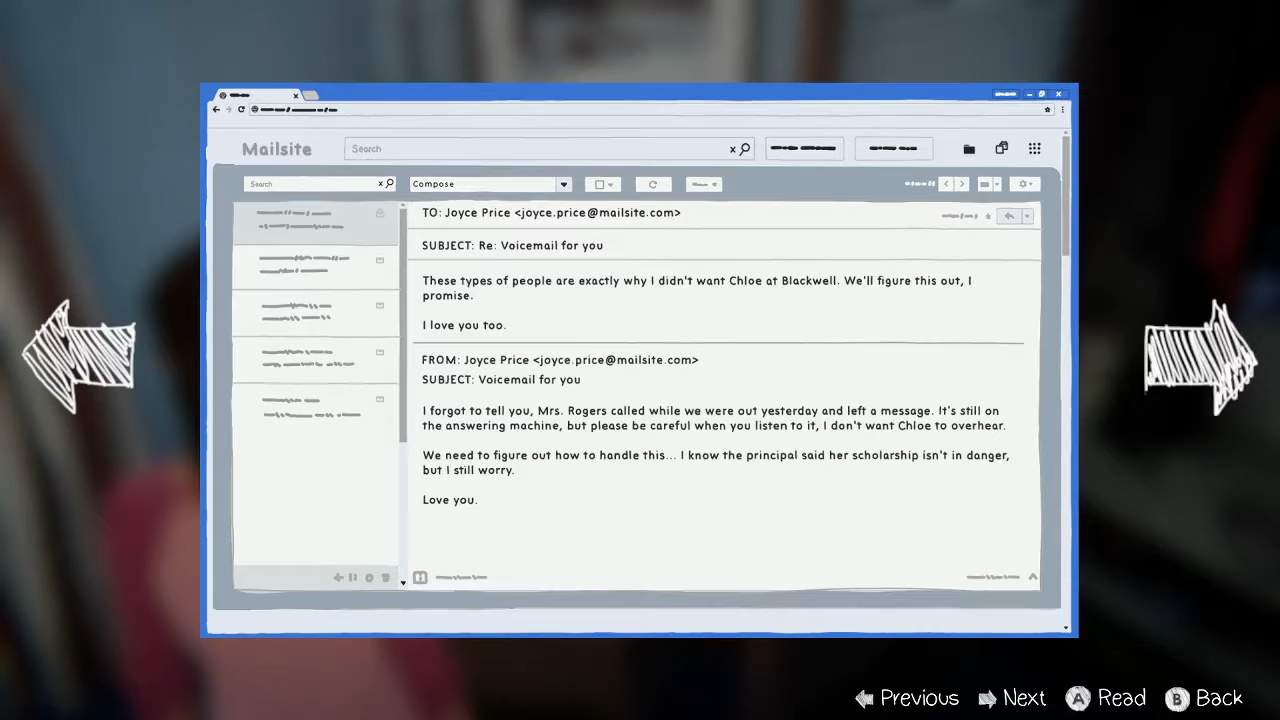 Mailsite
Search
Search
Compose
TO: Joyce Price <joyce.price@mailsite.com>
SUBJECT: Re: Voicemail for you
These types of people are exactly why I didn't want Chloe at Blackwell. We'll figure this out, I
promise.
I love you too.
FROM: Joyce Price <joyce.price@mailsite.com>
SUBJECT: Voicemail for you
I forgot to tell you, Mrs. Rogers called while we were out yesterday and left a message. It's still on
the answering machine, but please be careful when you listen to it, I don't want Chloe to overhear.
We need to figure out how to handle this... I know the principal said her scholarship isn't in danger,
but I still worry.
Love you.
Previous Next A Read B Back